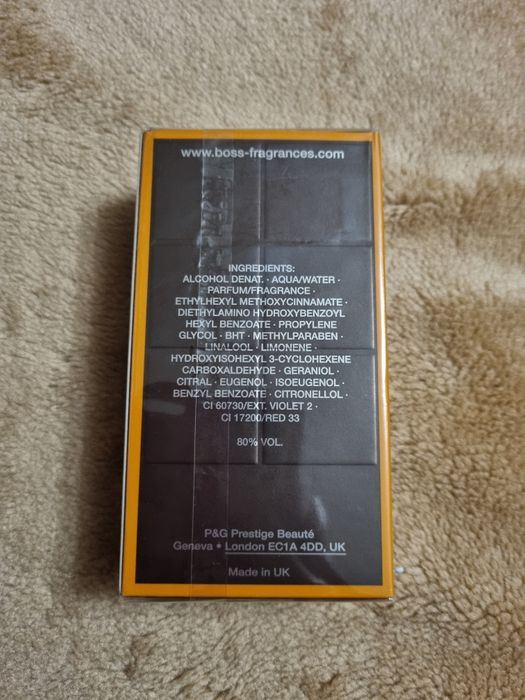 www.boss-fragrances.com
INGREDIENTS:
ALCOHOL DENAT. · AQUA/WATER ·
PARFUM/FRAGRANCE ·
ETHYLHEXYL METHOXYCINNAMATE ·
DIETHYLAMINO HYDROXYBENZOYL
HEXYL BENZOATE · PROPYLENE
GLYCOL · BHT · METHYLPARABEN ·
LINALOOL · LIMONENE ·
HYDROXYISOHEXYL 3-CYCLOHEXENE
CARBOXALDEHYDE · GERANIOL ·
CITRAL · EUGENOL · ISOEUGENOL ·
BENZYL BENZOATE · CITRONELLOL ·
CI 60730/EXT. VIOLET 2 ·
CI 17200/RED 33
80% VOL.
P&G Prestige Beauté
Geneva • London EC1A 4DD, UK
Made in UK